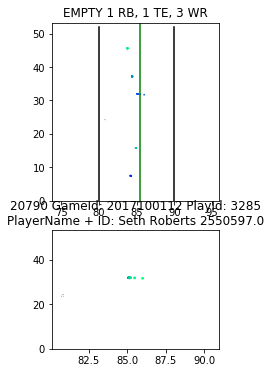 EMPTY 1 RB, 1 TE, 3 WR
50
40
30
20
10
0
75 80 85 90 95
20790 GameId: 2017100112 PlayId: 3285
PlayerName + ID: Seth Roberts 2550597.0
40
20
0
82.5 85.0 87.5 90.0